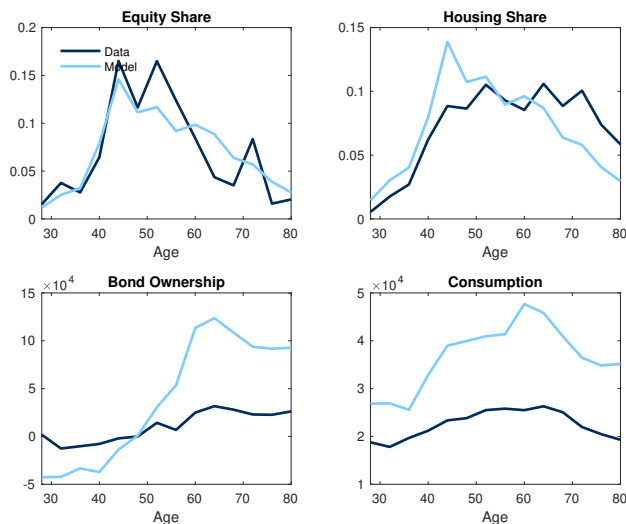 Equity Share
0.2
0.15
0.1
0.05
0
Data
Model
30 40 50 60 70 80
Age
Housing Share
0.15
0.1
0.05
0
30 40 50 60 70 80
Age
Bond Ownership
×10⁴
15
10
5
0
-5
30 40 50 60 70 80
Age
Consumption
×10⁴
5
4
3
2
1
30 40 50 60 70 80
Age